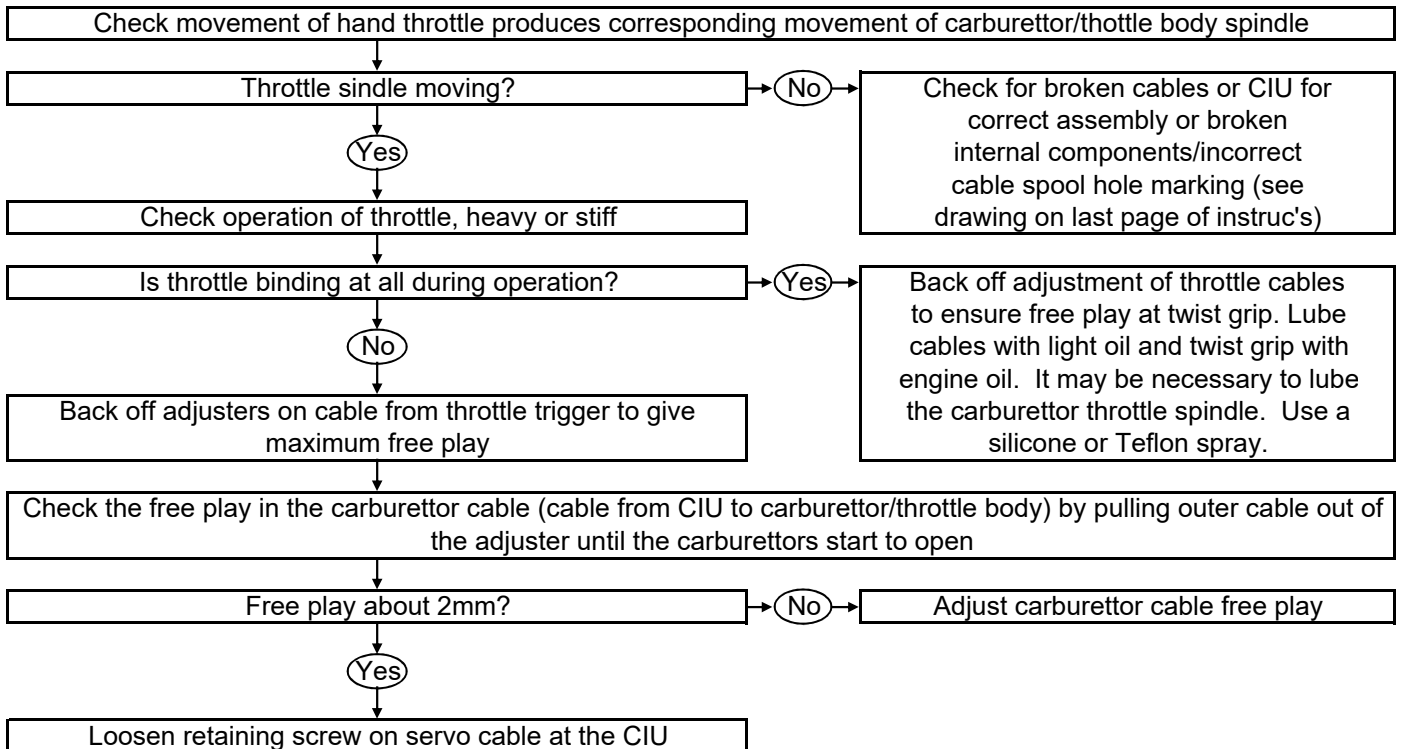 Check movement of hand throttle produces corresponding movement of carburettor/thottle body spindle
Throttle sindle moving?
No
Check for broken cables or CIU for
correct assembly or broken
internal components/incorrect
cable spool hole marking (see
drawing on last page of instruc's)
Yes
Check operation of throttle, heavy or stiff
Is throttle binding at all during operation?
Yes
Back off adjustment of throttle cables
to ensure free play at twist grip. Lube
cables with light oil and twist grip with
engine oil.  It may be necessary to lube
the carburettor throttle spindle.  Use a
silicone or Teflon spray.
No
Back off adjusters on cable from throttle trigger to give
maximum free play
Check the free play in the carburettor cable (cable from CIU to carburettor/throttle body) by pulling outer cable out of
the adjuster until the carburettors start to open
Free play about 2mm?
No
Adjust carburettor cable free play
Yes
Loosen retaining screw on servo cable at the CIU